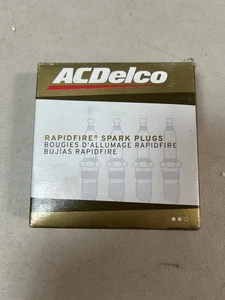 ACDelco
RAPIDFIRE® SPARK PLUGS
BOUGIES D'ALLUMAGE RAPIDFIRE
BUJÍAS RAPIDFIRE